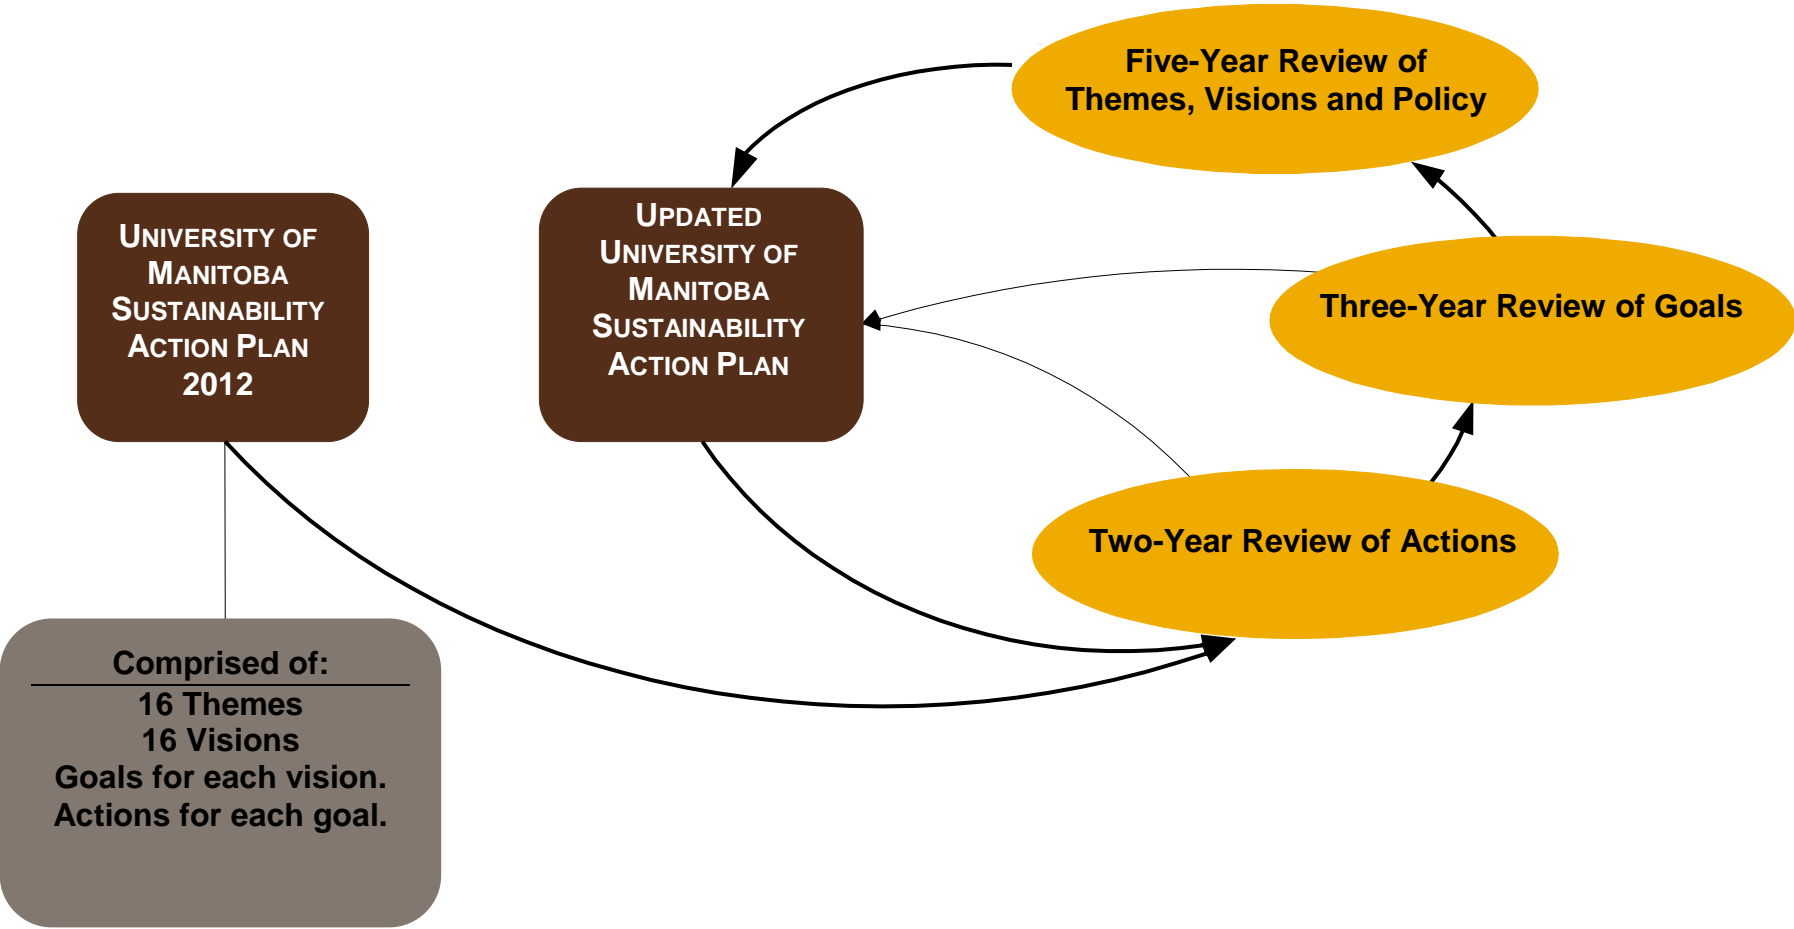 Five-Year Review of
Themes, Visions and Policy
UNIVERSITY OF
MANITOBA
SUSTAINABILITY
ACTION PLAN
2012
UPDATED
UNIVERSITY OF
MANITOBA
SUSTAINABILITY
ACTION PLAN
Three-Year Review of Goals
Two-Year Review of Actions
Comprised of:
16 Themes
16 Visions
Goals for each vision.
Actions for each goal.